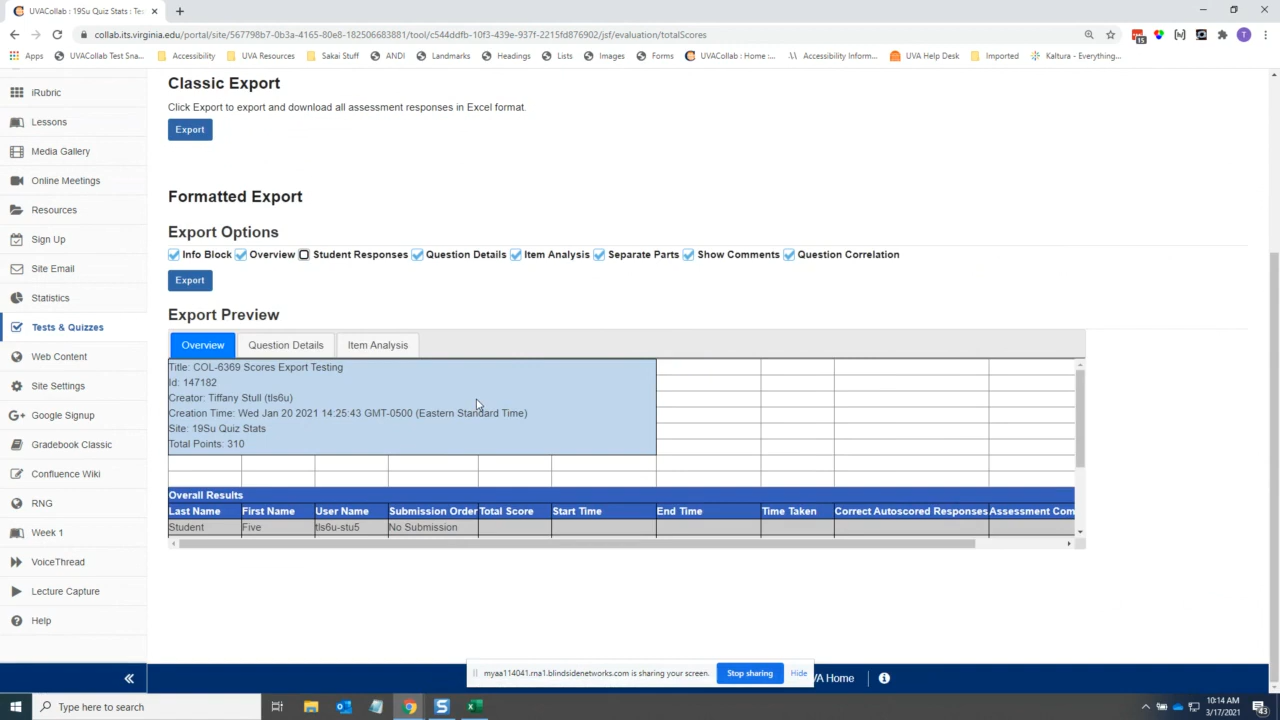 UVACollab : 19Su Quiz Stats : Te
collab.its.virginia.edu/portal/site/567798b7-0b3a-4165-80e8-182506683881/tool/c544ddfb-10f3-439e-937f-2215fd876902/jsf/evaluation/totalScores
15
T
Apps
UVACollab Test Sna...
Accessibility
UVA Resources
Sakai Stuff
ANDI
Landmarks
Headings
Lists
Images
Forms
UVACollab : Home :...
Accessibility Inform...
UVA Help Desk
Imported
Kaltura - Everything...
iRubric
Lessons
Media Gallery
Online Meetings
Resources
Sign Up
Site Email
Statistics
Tests & Quizzes
Web Content
Site Settings
Google Signup
Gradebook Classic
Confluence Wiki
RNG
Week 1
VoiceThread
Lecture Capture
Help
Classic Export
Click Export to export and download all assessment responses in Excel format.
Export
Formatted Export
Export Options
Info Block Overview Student Responses Question Details Item Analysis Separate Parts Show Comments Question Correlation
Export
Export Preview
Overview Question Details Item Analysis
Title: COL-6369 Scores Export Testing
Id: 147182
Creator: Tiffany Stull (tls6u)
Creation Time: Wed Jan 20 2021 14:25:43 GMT-0500 (Eastern Standard Time)
Site: 19Su Quiz Stats
Total Points: 310
Overall Results
Last Name First Name User Name Submission Order Total Score Start Time End Time Time Taken Correct Autoscored Responses Assessment Com
Student Five tls6u-stu5 No Submission
myaa114041.rna1.blindsidenetworks.com is sharing your screen. Stop sharing Hide
VA Home
Type here to search
10:14 AM
3/17/2021
43